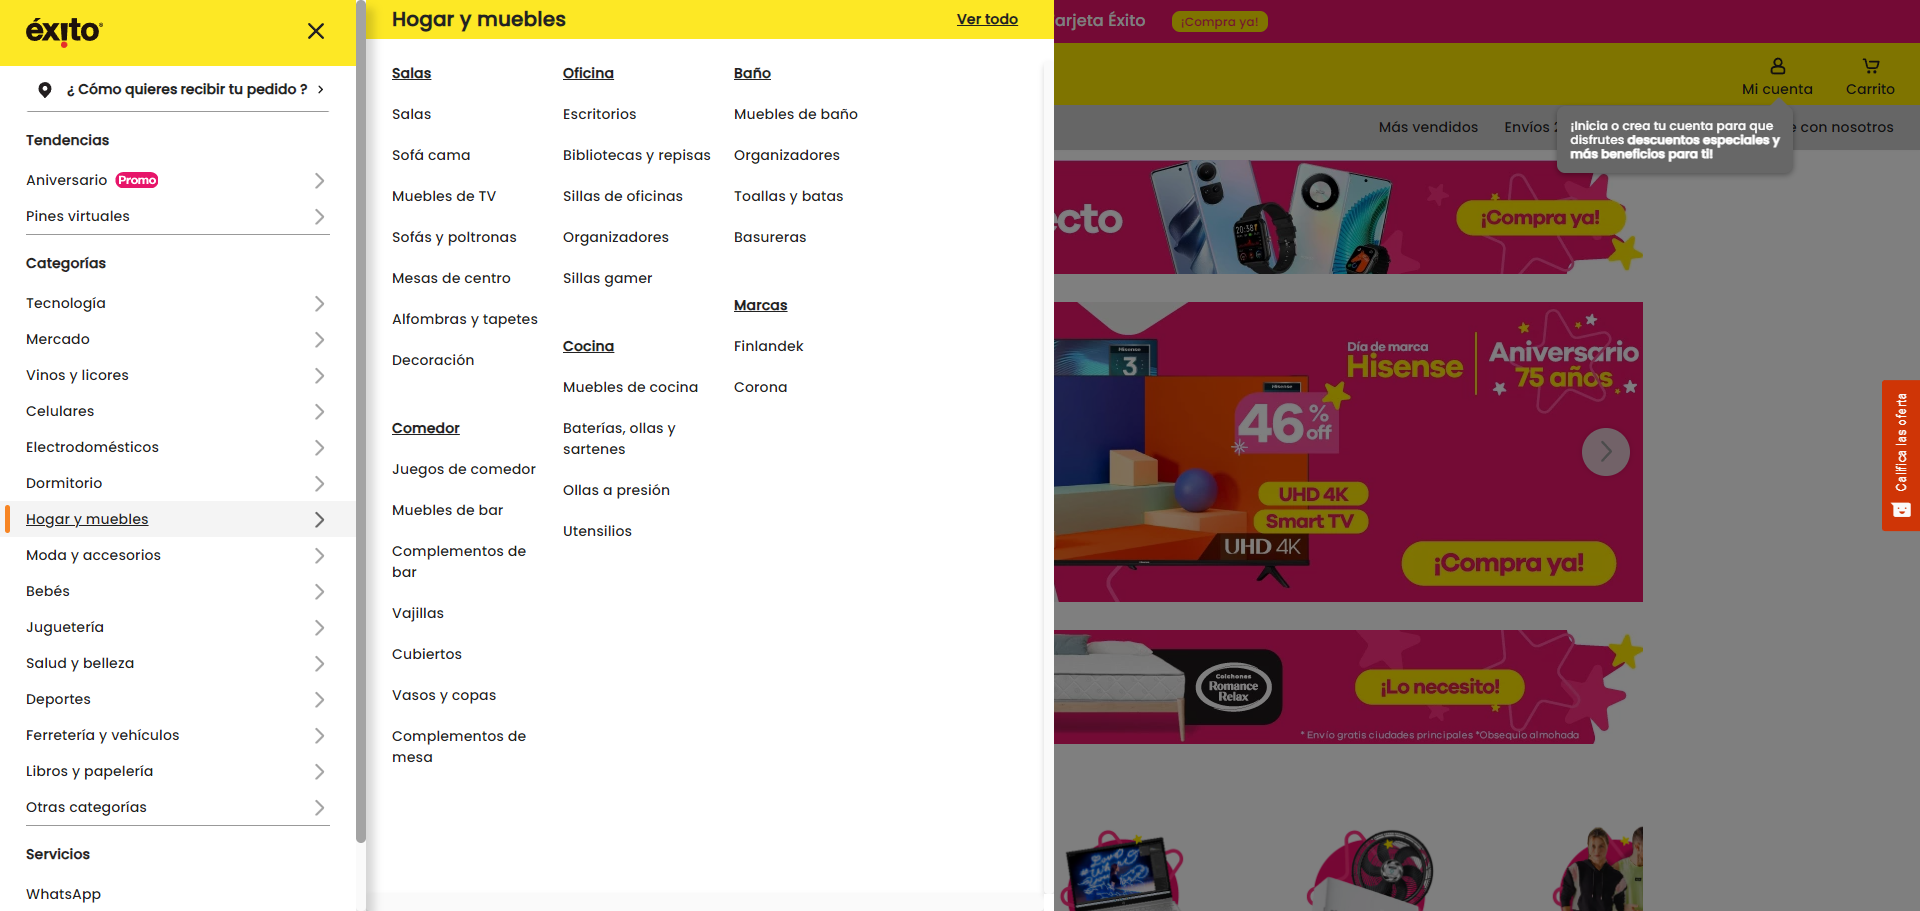 éxito
¿ Cómo quieres recibir tu pedido ?
Tendencias
Aniversario Promo
Pines virtuales
Categorías
Tecnología
Mercado
Vinos y licores
Celulares
Electrodomésticos
Dormitorio
Hogar y muebles
Moda y accesorios
Bebés
Juguetería
Salud y belleza
Deportes
Ferretería y vehículos
Libros y papelería
Otras categorías
Servicios
WhatsApp
Hogar y muebles
Ver todo
Salas
Salas
Sofá cama
Muebles de TV
Sofás y poltronas
Mesas de centro
Alfombras y tapetes
Decoración
Comedor
Juegos de comedor
Muebles de bar
Complementos de
bar
Vajillas
Cubiertos
Vasos y copas
Complementos de
mesa
Oficina
Escritorios
Bibliotecas y repisas
Sillas de oficinas
Organizadores
Sillas gamer
Cocina
Muebles de cocina
Baterías, ollas y
sartenes
Ollas a presión
Utensilios
Baño
Muebles de baño
Organizadores
Toallas y batas
Basureras
Marcas
Finlandek
Corona
arjeta Éxito
¡Compra ya!
Mi cuenta
Carrito
Más vendidos
Envíos
e con nosotros
¡Inicia o crea tu cuenta para que
disfrutes descuentos especiales y
más beneficios para ti!
ecto
20:38
¡Compra ya!
Hisense
3
Día de marca
Hisense
Aniversario
75 años
Hisense
46% off
UHD 4K
Smart TV
UHD 4K
¡Compra ya!
Califica las oferta
Colchones
Romance
Relax
¡Lo necesito!
* Envío gratis ciudades principales *Obsequio almohada